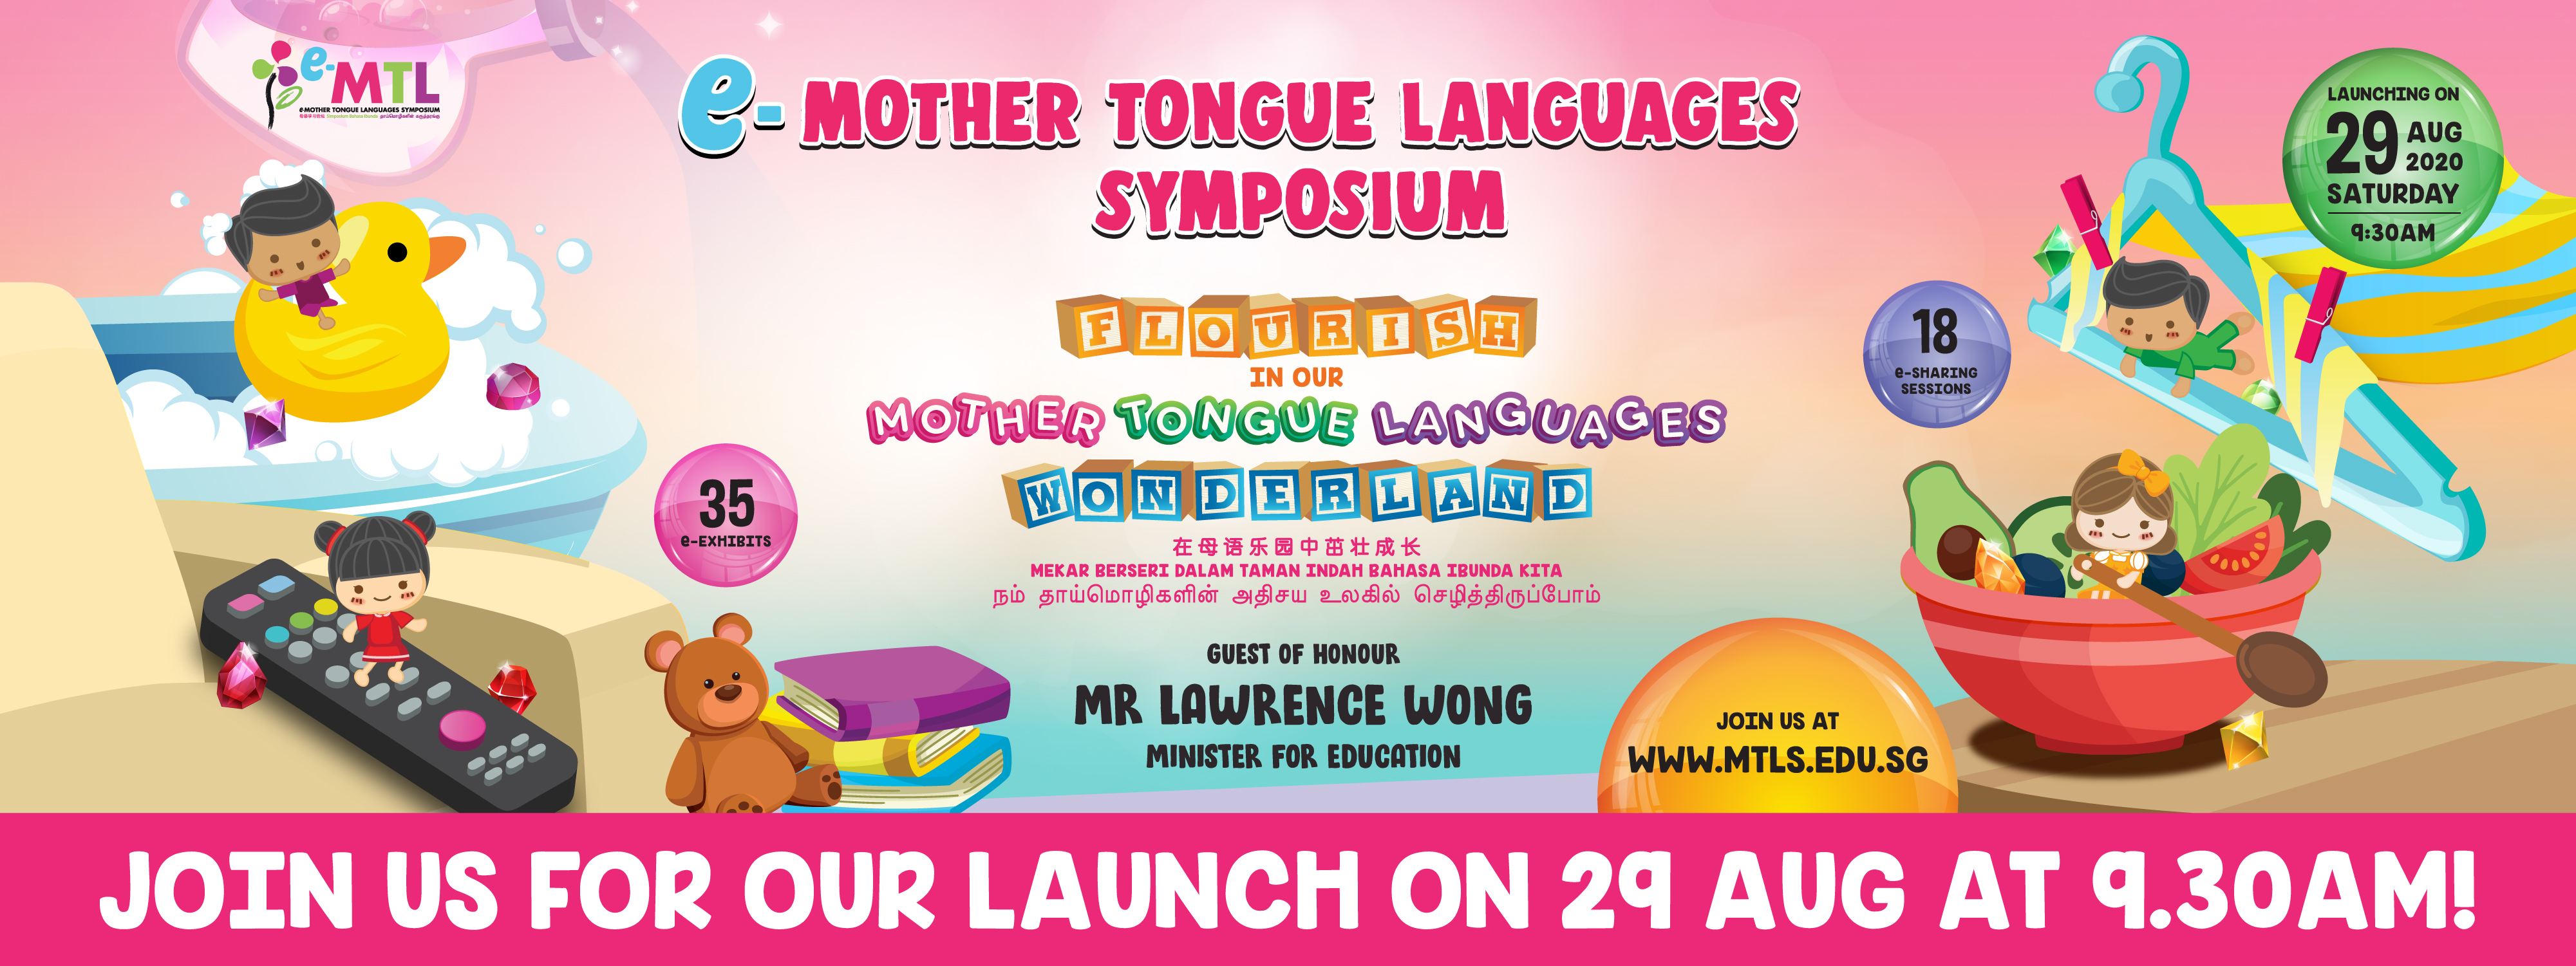 e-MTL
e-MOTHER TONGUE LANGUAGES SYMPOSIUM
e- MOTHER TONGUE LANGUAGES
SYMPOSIUM
LAUNCHING ON
29 AUG
2020
SATURDAY
9:30AM
FLOURISH
IN OUR
MOTHER TONGUE LANGUAGES
WONDERLAND
18
e-SHARING
SESSIONS
35
e-EXHIBITS
在母语乐园中茁壮成长
MEKAR BERSERI DALAM TAMAN INDAH BAHASA IBUNDA KITA
நம் தாய்மொழிகளின் அதிசய உலகில் செழித்திருப்போம்
GUEST OF HONOUR
MR LAWRENCE WONG
MINISTER FOR EDUCATION
JOIN US AT
WWW.MTLS.EDU.SG
JOIN US FOR OUR LAUNCH ON 29 AUG AT 9.30AM!